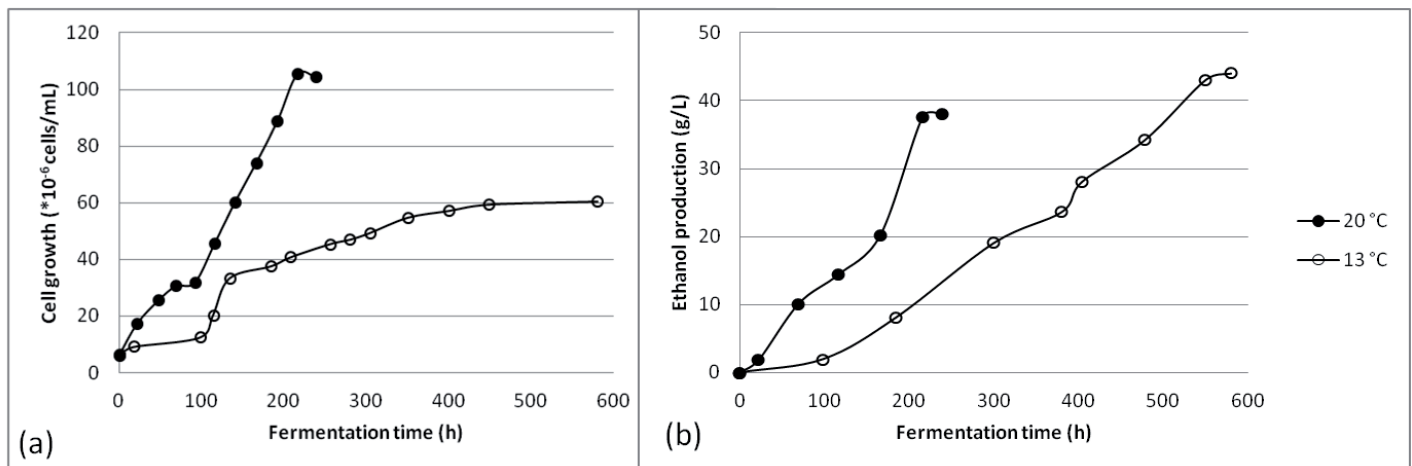 120
100
80
60
40
20
0
Cell growth (*10-6 cells/mL)
0 100 200 300 400 500 600
Fermentation time (h)
(a)
50
40
30
20
10
0
Ethanol production (g/L)
0 100 200 300 400 500 600
Fermentation time (h)
(b)
20 °C
13 °C